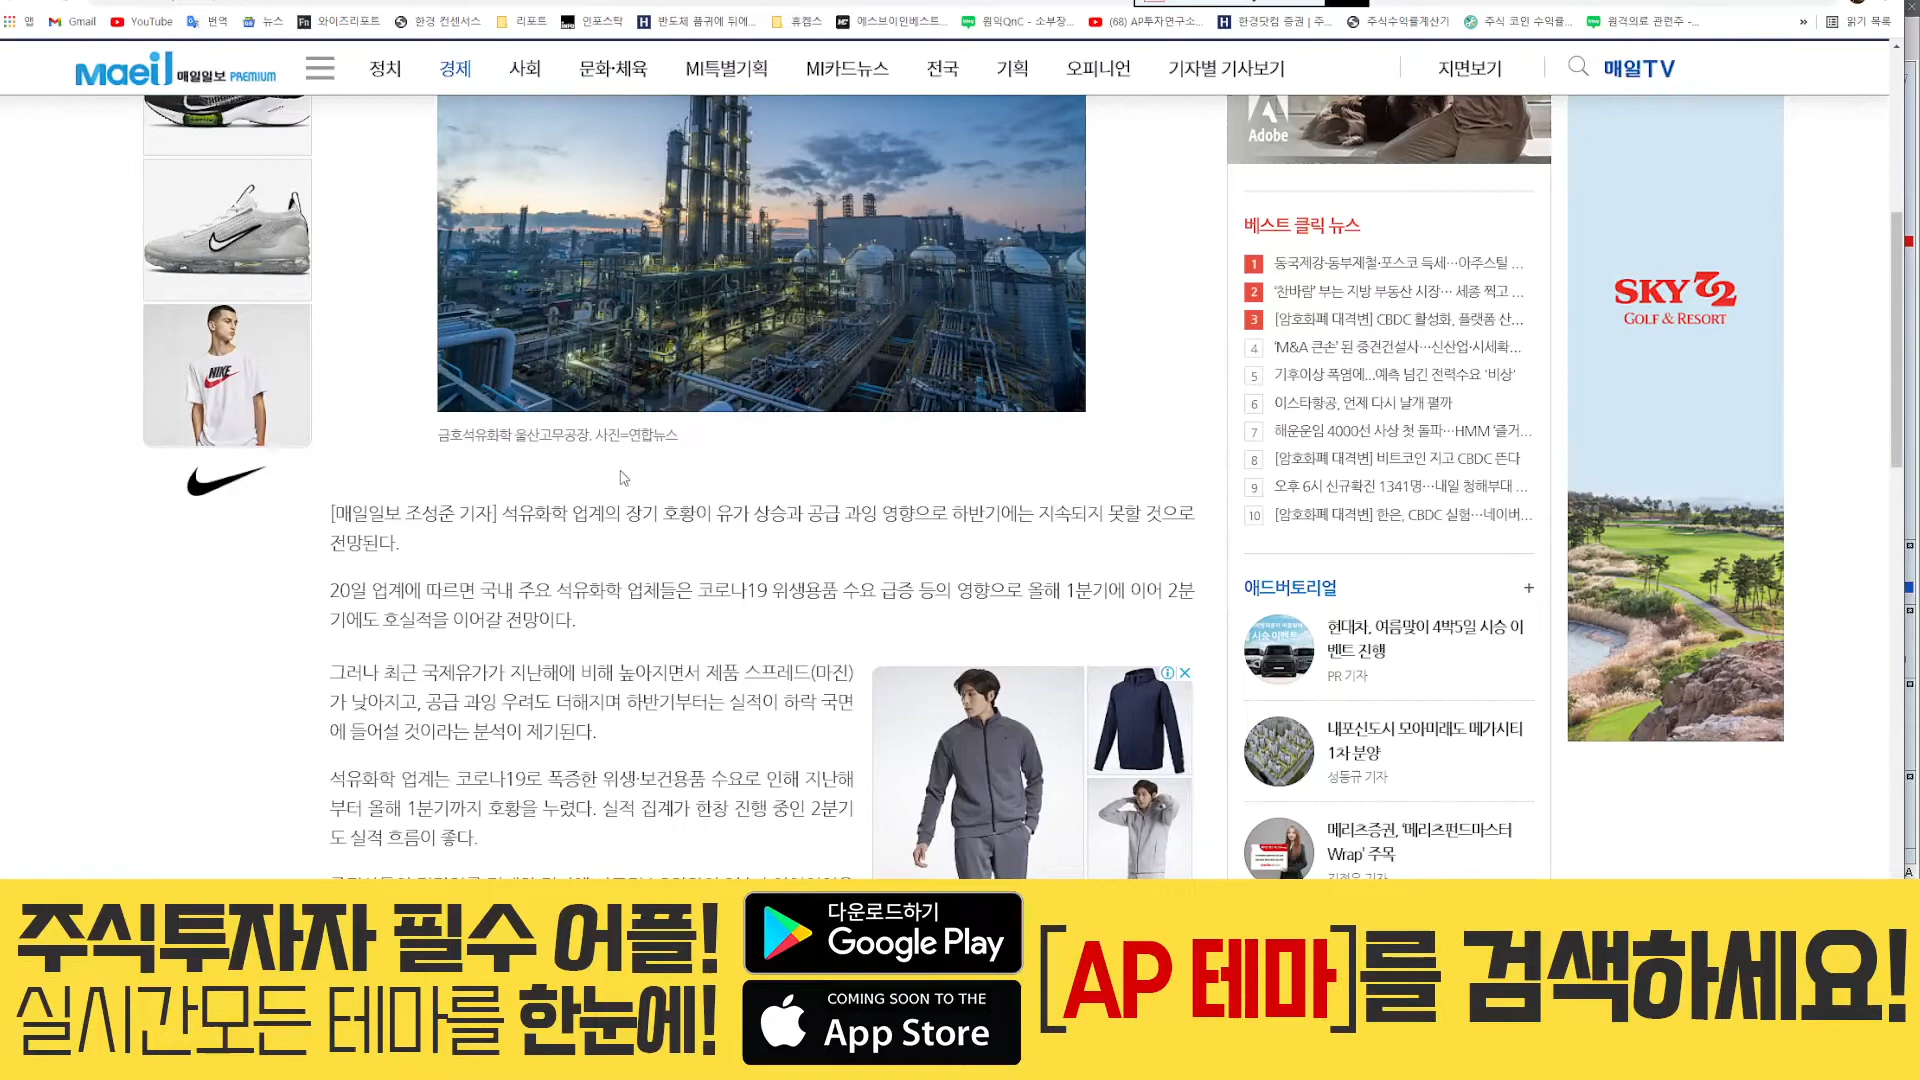 앱
Gmail
YouTube
번역
뉴스
와이즈리포트
한경 컨센서스
리포트
인포스탁
반도체 품귀에 뒤에...
휴켐스
에스브이인베스트...
원익QnC - 소부장...
(68) AP투자연구소...
한경닷컴 증권 | 주...
주식수익률계산기
주식 코인 수익률...
원격의료 관련주 -...
»
읽기 목록
Maeil 매일일보 PREMIUM
정치
경제
사회
문화·체육
MI특별기획
MI카드뉴스
전국
기획
오피니언
기자별 기사보기
지면보기
매일TV
NIKE
금호석유화학 울산고무공장. 사진=연합뉴스
[매일일보 조성준 기자] 석유화학 업계의 장기 호황이 유가 상승과 공급 과잉 영향으로 하반기에는 지속되지 못할 것으로
전망된다.
20일 업계에 따르면 국내 주요 석유화학 업체들은 코로나19 위생용품 수요 급증 등의 영향으로 올해 1분기에 이어 2분
기에도 호실적을 이어갈 전망이다.
그러나 최근 국제유가가 지난해에 비해 높아지면서 제품 스프레드(마진)
가 낮아지고, 공급 과잉 우려도 더해지며 하반기부터는 실적이 하락 국면
에 들어설 것이라는 분석이 제기된다.
석유화학 업계는 코로나19로 폭증한 위생·보건용품 수요로 인해 지난해
부터 올해 1분기까지 호황을 누렸다. 실적 집계가 한창 진행 중인 2분기
도 실적 흐름이 좋다.
Adobe
베스트 클릭 뉴스
1 동국제강·동부제철·포스코 득세…아주스틸 ...
2 ‘찬바람’ 부는 지방 부동산 시장… 세종 찍고 ...
3 [암호화폐 대격변] CBDC 활성화, 플랫폼 산...
4 ‘M&A 큰손’ 된 중견건설사…신산업·시세확...
5 기후이상 폭염에...예측 넘긴 전력수요 '비상'
6 이스타항공, 언제 다시 날개 펼까
7 해운운임 4000선 사상 첫 돌파…HMM ‘즐거...
8 [암호화폐 대격변] 비트코인 지고 CBDC 뜬다
9 오후 6시 신규확진 1341명…내일 청해부대 ...
10 [암호화폐 대격변] 한은, CBDC 실험…네이버...
애드버토리얼 +
현대차, 여름맞이 4박5일 시승 이
벤트 진행
PR 기자
내포신도시 모아미래도 메가시티
1차 분양
성동규 기자
메리츠증권, ‘메리츠펀드마스터
Wrap’ 주목
SKY72
GOLF & RESORT
주식투자자 필수 어플!
실시간모든 테마를 한눈에!
다운로드하기
Google Play
COMING SOON TO THE
App Store
[AP 테마]를 검색하세요!